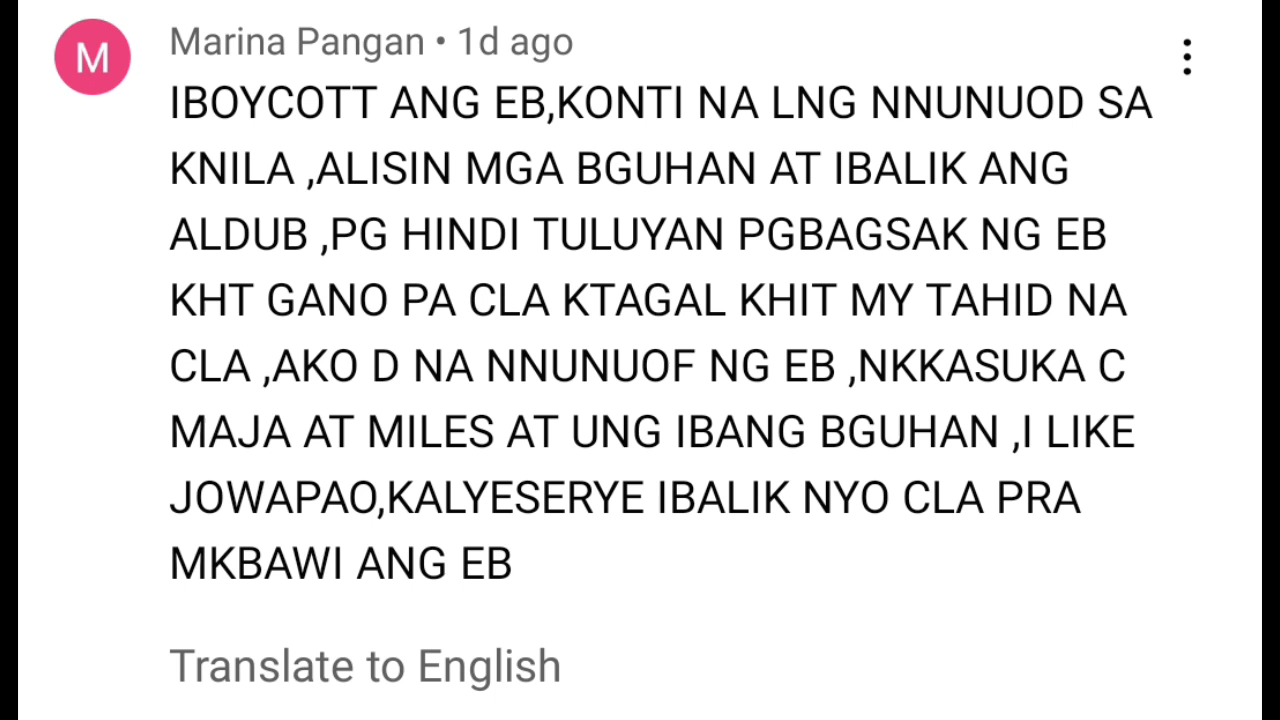 M
Marina Pangan • 1d ago
IBOYCOTT ANG EB,KONTI NA LNG NNUNUOD SA
KNILA ,ALISIN MGA BGUHAN AT IBALIK ANG
ALDUB ,PG HINDI TULUYAN PGBAGSAK NG EB
KHT GANO PA CLA KTAGAL KHIT MY TAHID NA
CLA ,AKO D NA NNUNUOF NG EB ,NKKASUKA C
MAJA AT MILES AT UNG IBANG BGUHAN ,I LIKE
JOWAPAO,KALYESERYE IBALIK NYO CLA PRA
MKBAWI ANG EB
Translate to English